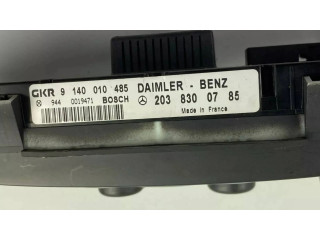 GKR 9 140 010 485 DAIMLER - BENZ
944 0019471 BOSCH 203 830 07 85
Made in France